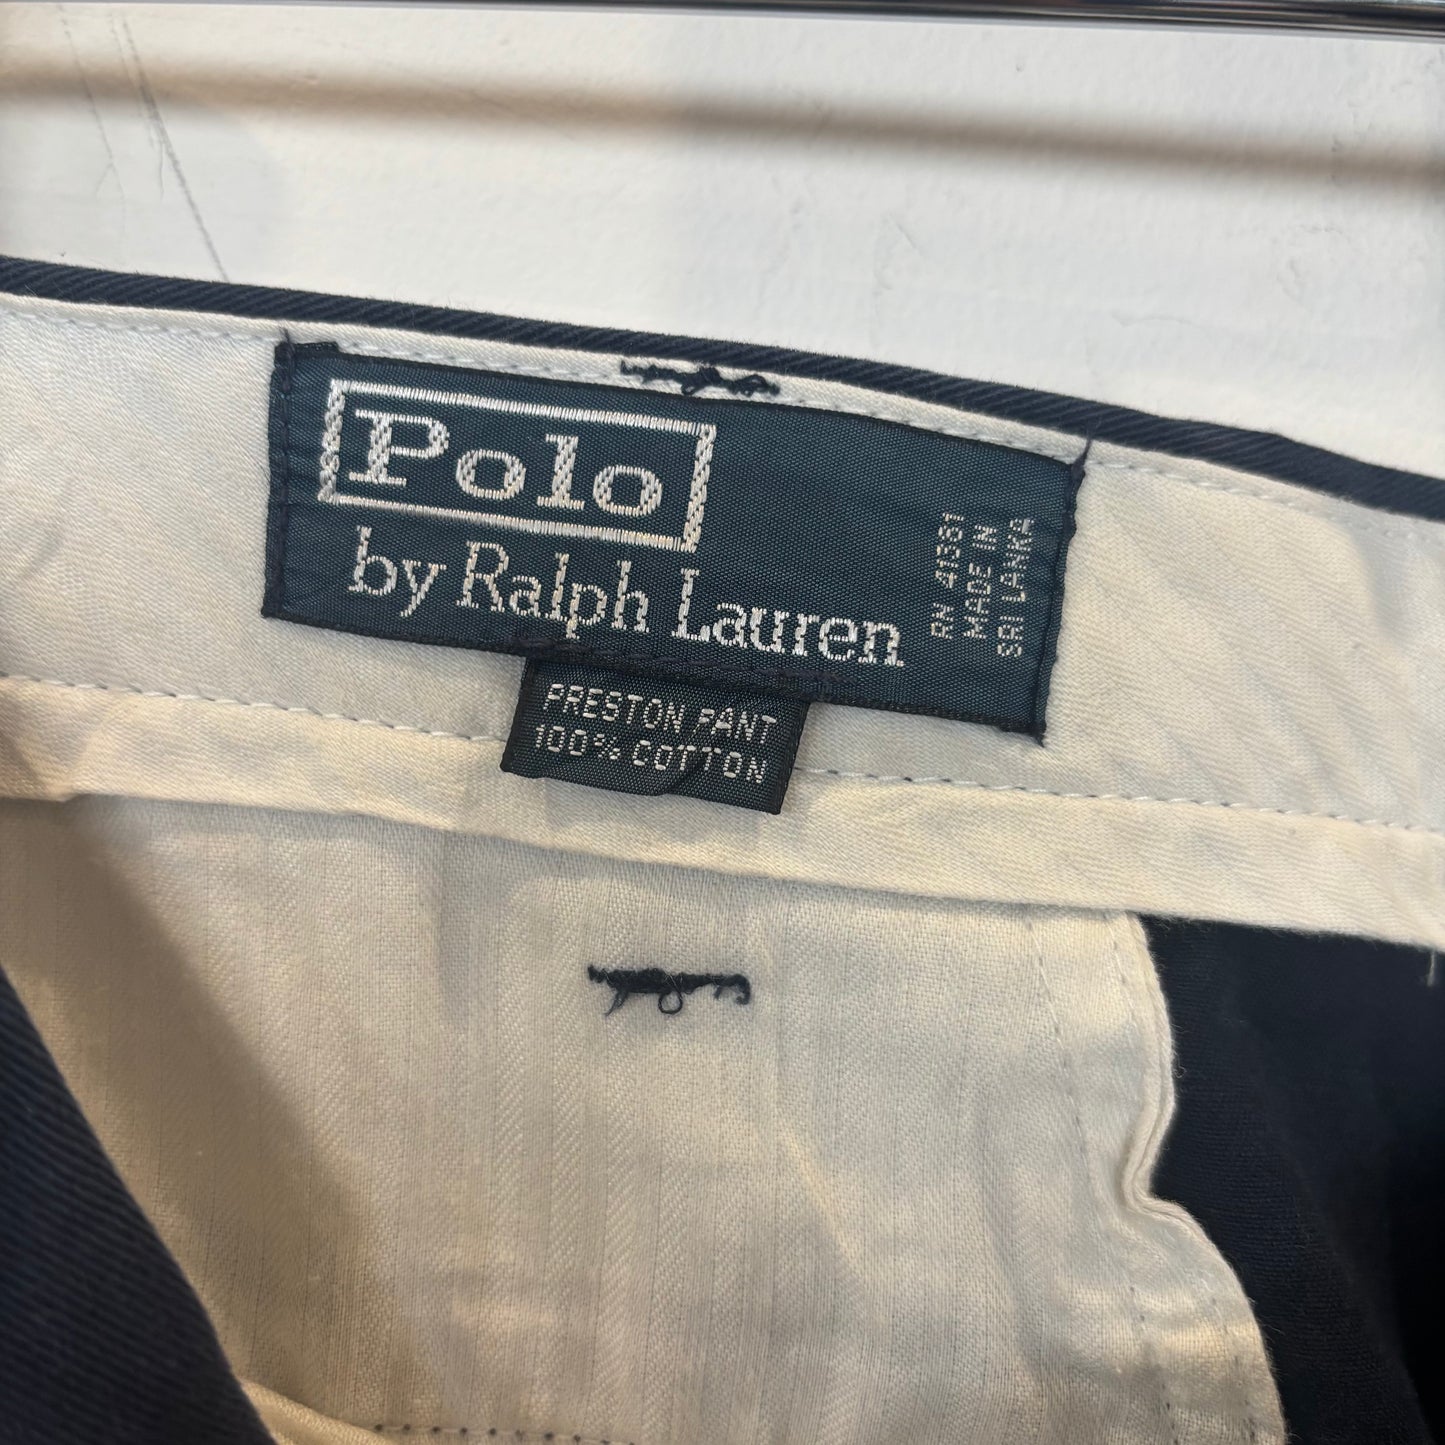 Polo
by Ralph Lauren
RN 41381
MADE IN
SRI LANKA
PRESTON PANT
100% COTTON